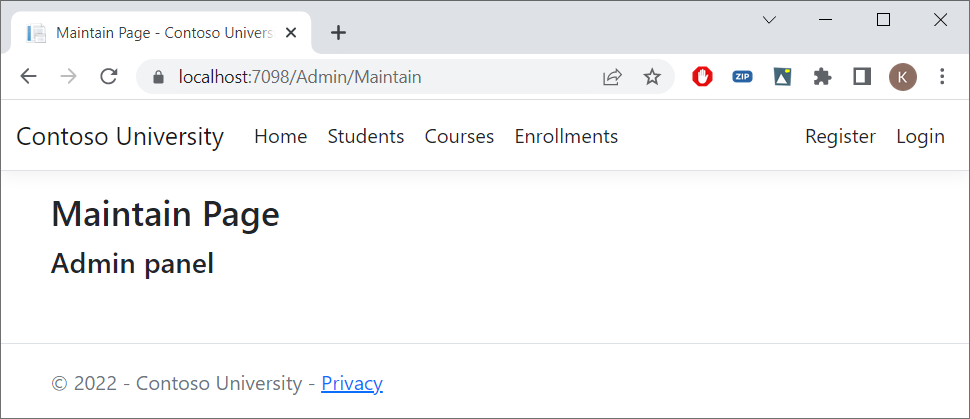 Maintain Page - Contoso Univers
localhost:7098/Admin/Maintain
ZIP
K
Contoso University Home Students Courses Enrollments Register Login
Maintain Page
Admin panel
© 2022 - Contoso University - Privacy